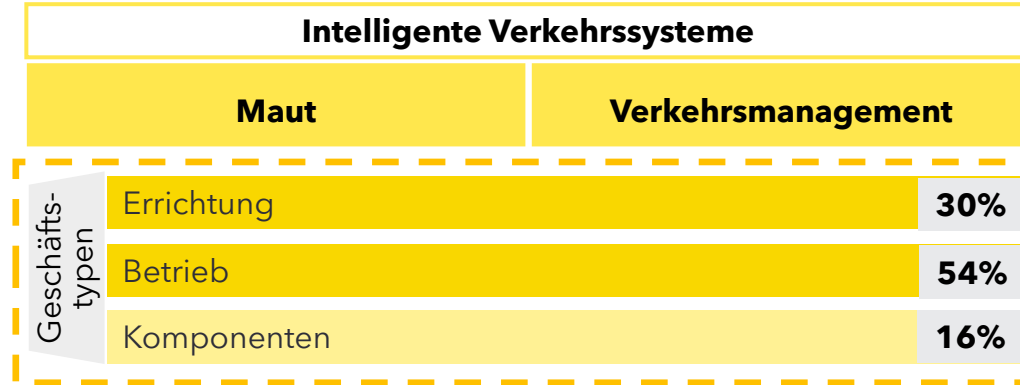 Intelligente Verkehrssysteme
Maut
Verkehrsmanagement
Geschäfts-
typen
Errichtung
30%
Betrieb
54%
Komponenten
16%